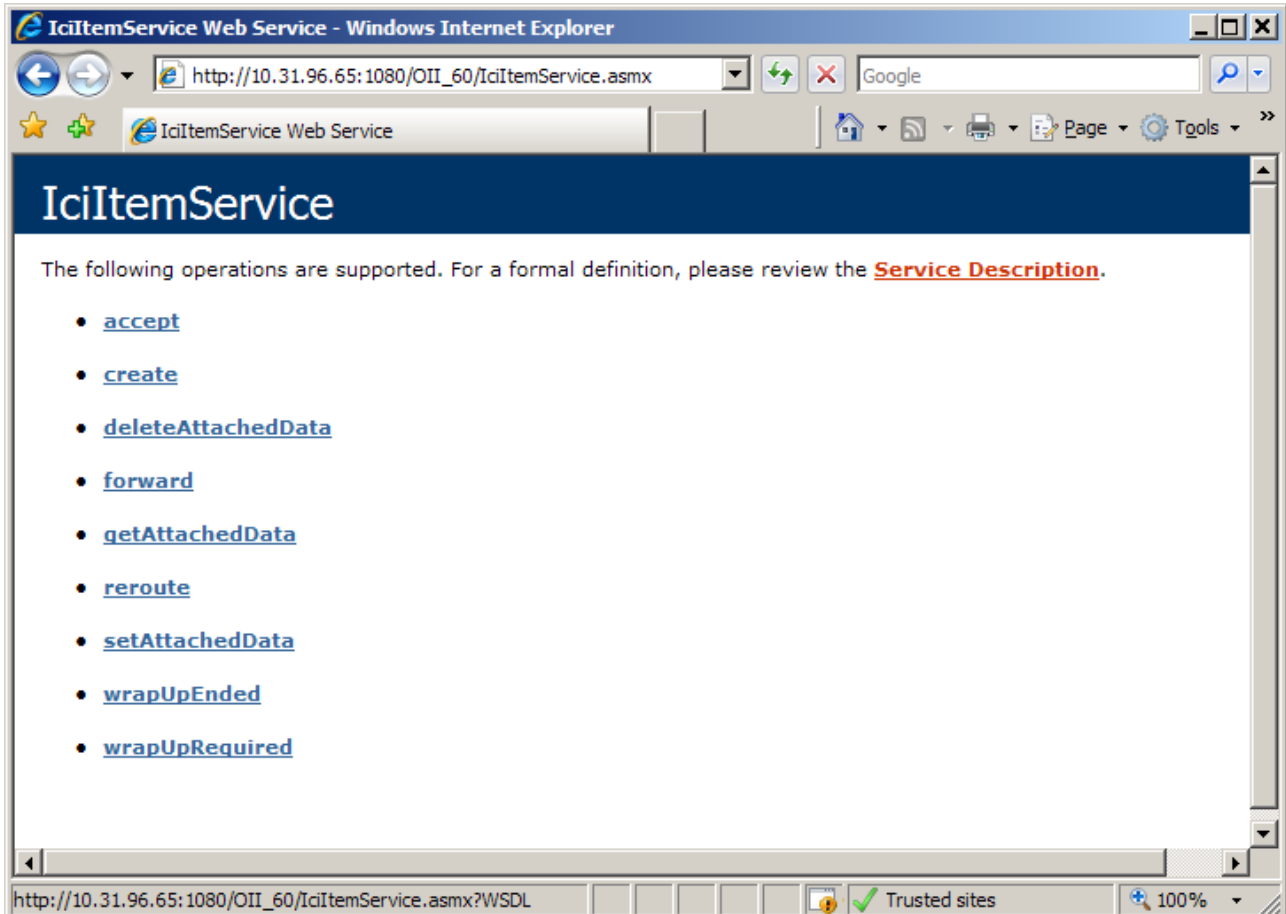 IciItemService Web Service - Windows Internet Explorer
http://10.31.96.65:1080/OII_60/IciItemService.asmx
Google
IciItemService Web Service
Page
Tools
»
IciItemService
The following operations are supported. For a formal definition, please review the Service Description.
• accept
• create
• deleteAttachedData
• forward
• getAttachedData
• reroute
• setAttachedData
• wrapUpEnded
• wrapUpRequired
http://10.31.96.65:1080/OII_60/IciItemService.asmx?WSDL
Trusted sites
100%